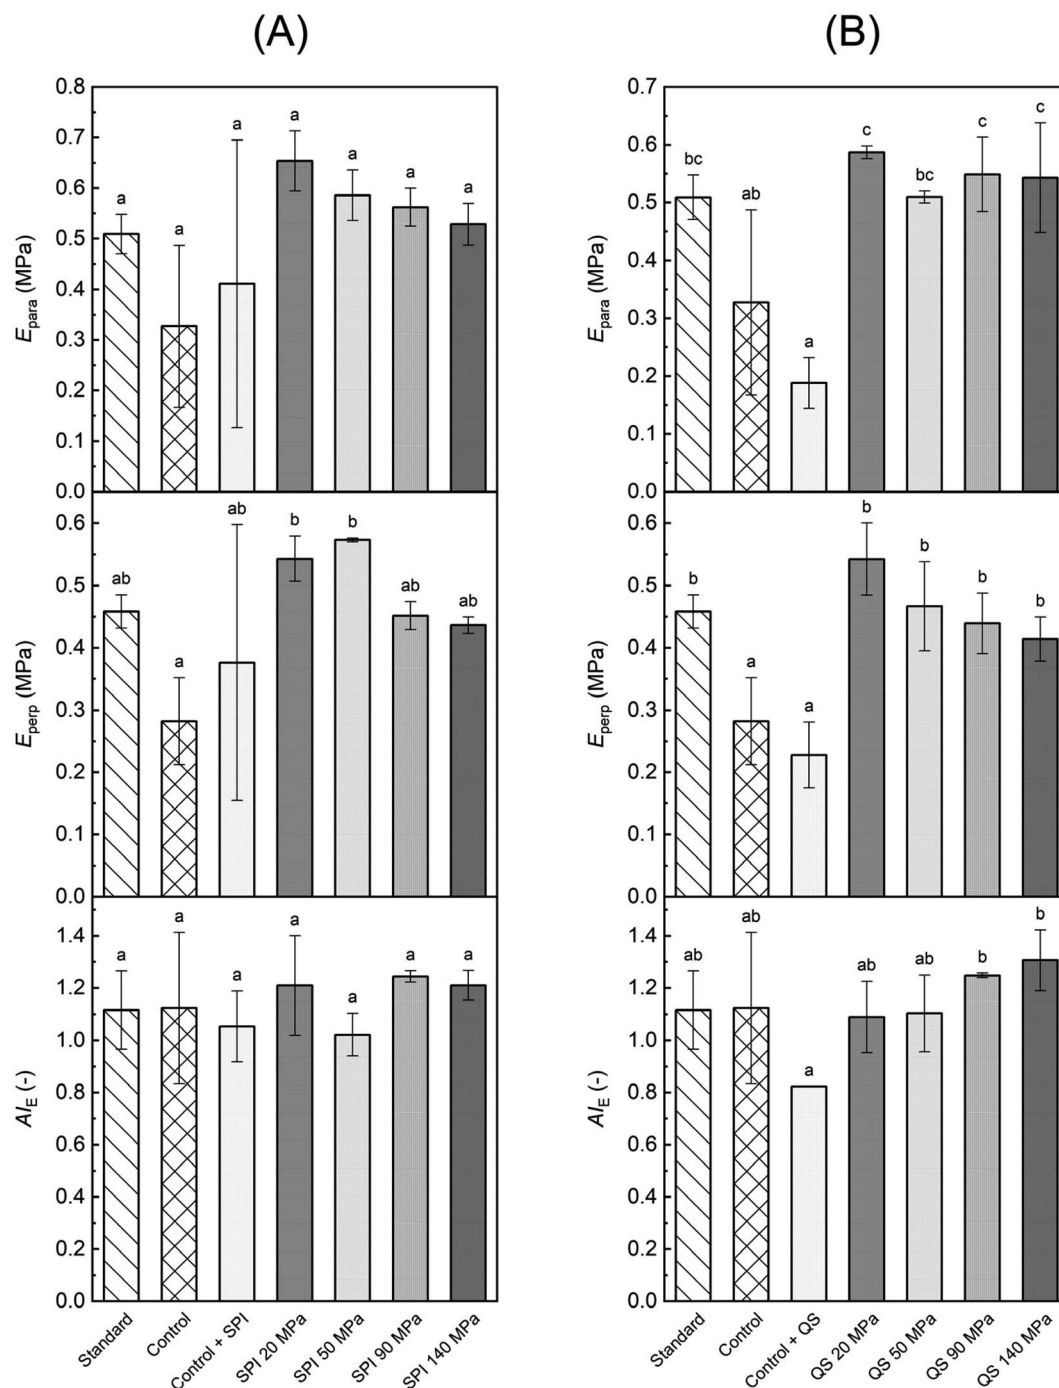 (A)
(B)
0.8
0.7
0.6
0.5
0.4
0.3
0.2
0.1
0.0
E_para (MPa)
a
a
a
a
a
a
a
0.7
0.6
0.5
0.4
0.3
0.2
0.1
0.0
E_para (MPa)
bc
ab
a
c
bc
c
c
0.6
0.5
0.4
0.3
0.2
0.1
0.0
E_perp (MPa)
ab
a
ab
b
b
ab
ab
0.6
0.5
0.4
0.3
0.2
0.1
0.0
E_perp (MPa)
b
a
a
b
b
b
b
1.4
1.2
1.0
0.8
0.6
0.4
0.2
0.0
AI_E (-)
a
a
a
a
a
a
a
1.4
1.2
1.0
0.8
0.6
0.4
0.2
0.0
AI_E (-)
ab
ab
a
ab
ab
b
b
Standard
Control
Control + SPI
SPI 20 MPa
SPI 50 MPa
SPI 90 MPa
SPI 140 MPa
Standard
Control
Control + QS
QS 20 MPa
QS 50 MPa
QS 90 MPa
QS 140 MPa